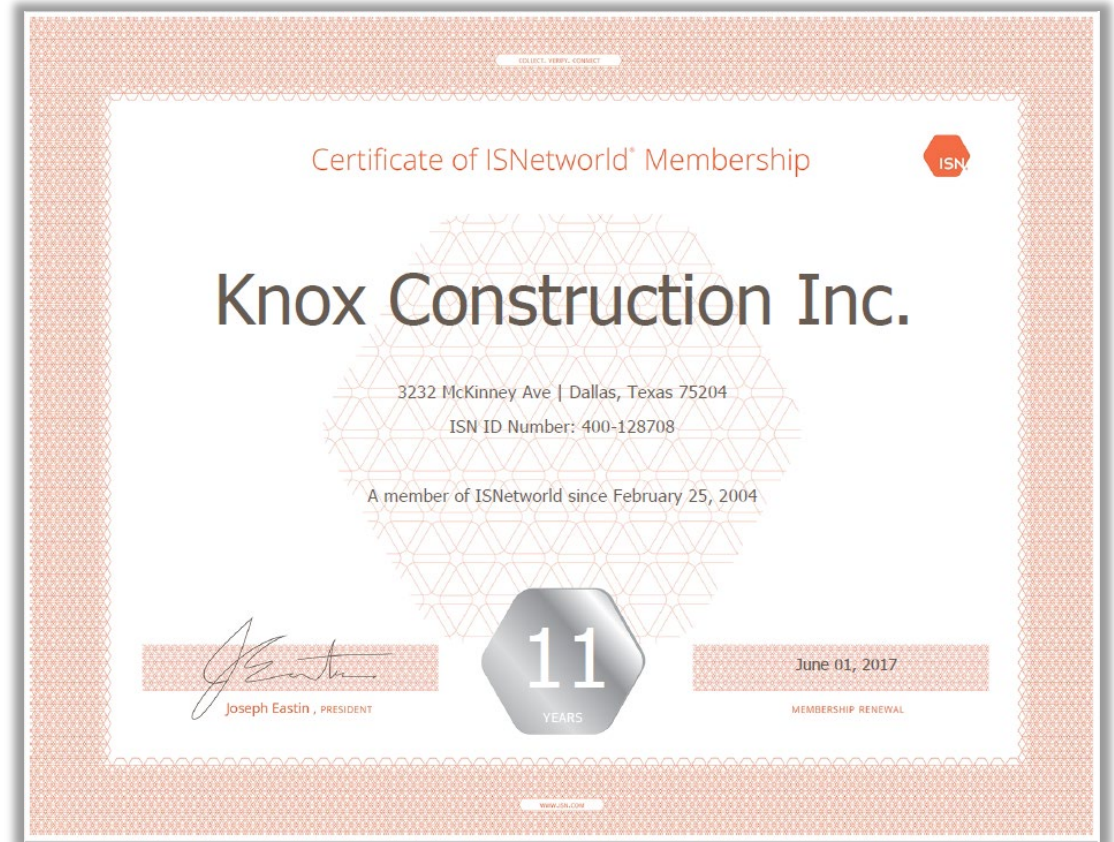 COLLECT. VERIFY. CONNECT
Certificate of ISNetworld® Membership
ISN
Knox Construction Inc.
3232 McKinney Ave | Dallas, Texas 75204
ISN ID Number: 400-128708
A member of ISNetworld since February 25, 2004
11
YEARS
Joseph Eastin , PRESIDENT
June 01, 2017
MEMBERSHIP RENEWAL
WWW.ISN.COM